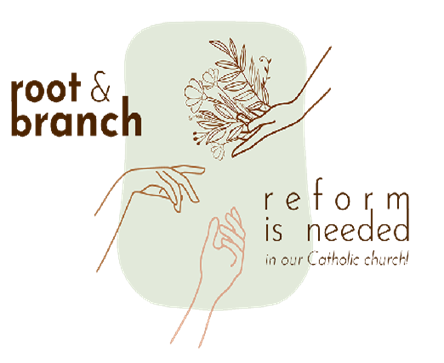 root &
branch
reform
is needed
in our Catholic church!